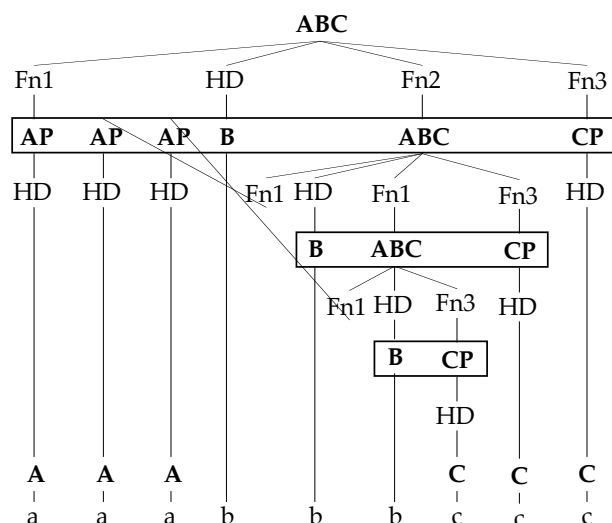 ABC
Fn1 HD Fn2 Fn3
AP AP AP B ABC CP
HD HD HD Fn1 HD Fn1 Fn3 HD
B ABC CP
Fn1 HD Fn3 HD
B CP
HD
A A A C C C
a a a b b b c c c